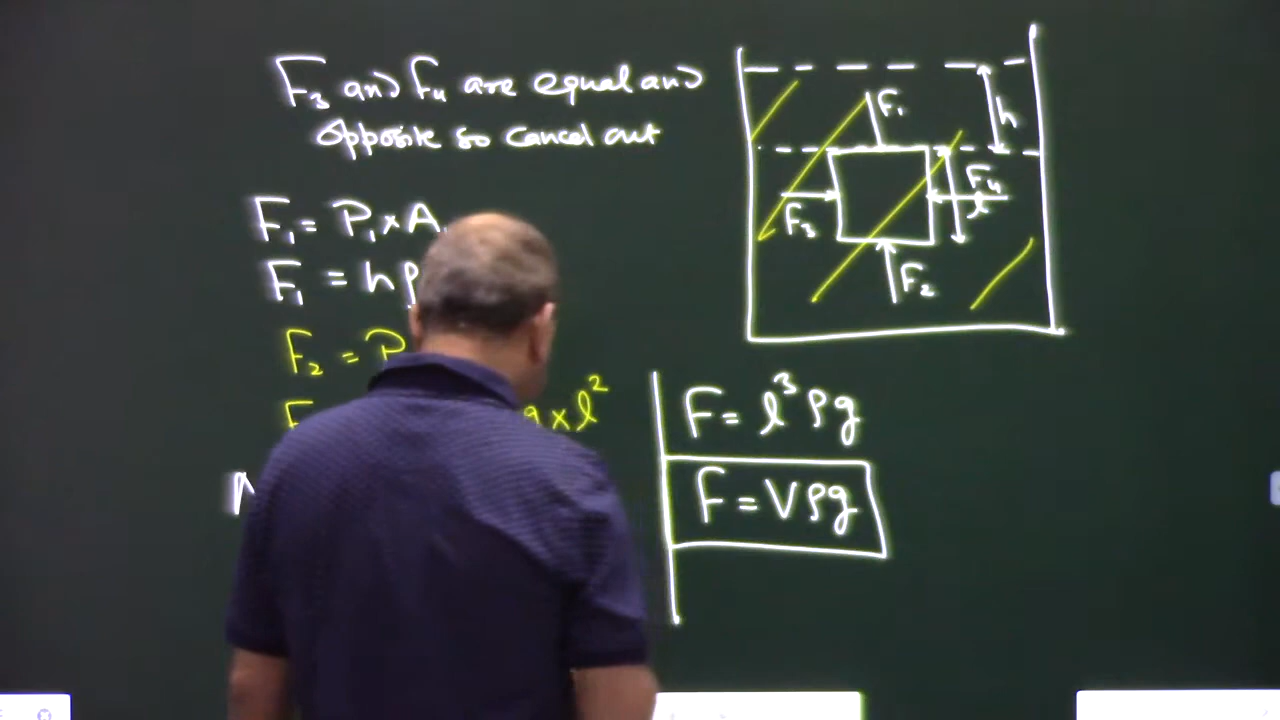 F₃ and F₄ are equal and
opposite so cancel out
F₁ = P₁ × A
F₁ = hρ
F₂ = P
g × l²
F = l³ρg
F = Vρg
F₁
h
F₄
l
F₃
F₂